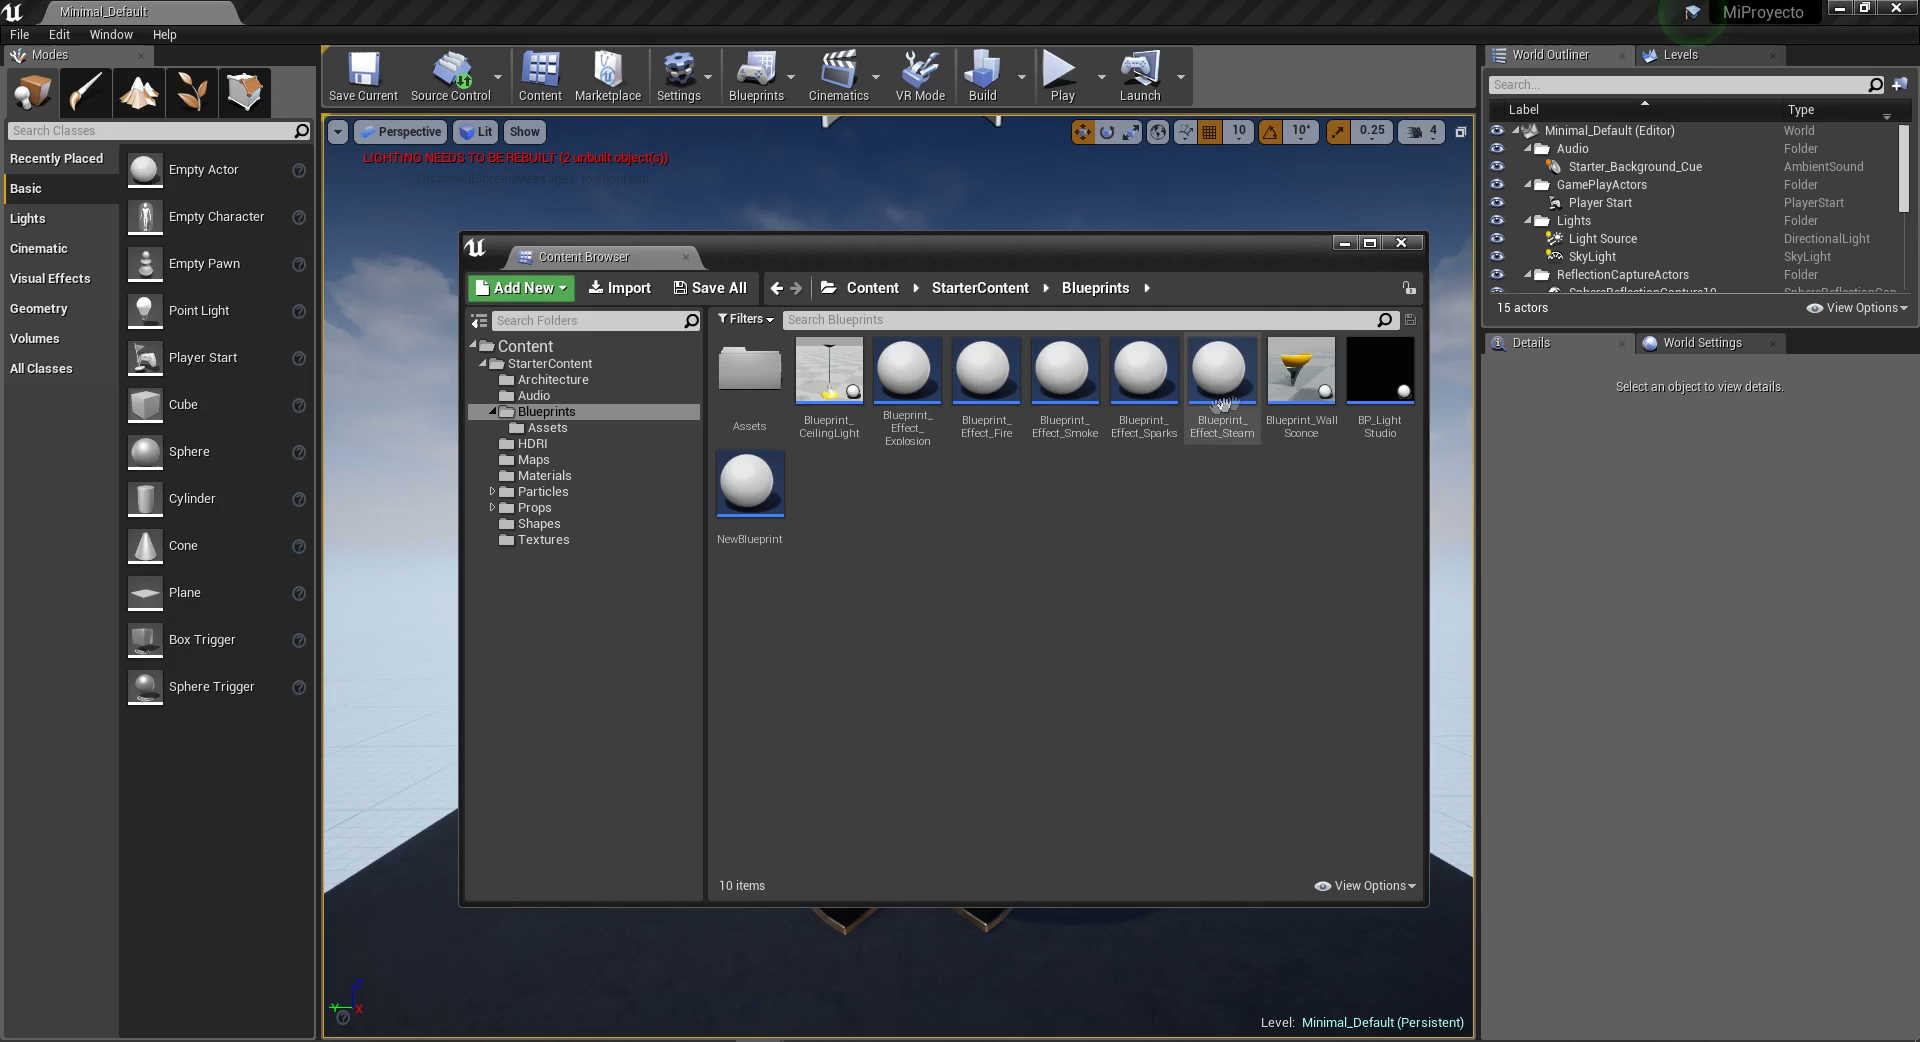 Minimal_Default
MiProyecto
File Edit Window Help
Modes
Search Classes
Recently Placed
Basic
Lights
Cinematic
Visual Effects
Geometry
Volumes
All Classes
Empty Actor
Empty Character
Empty Pawn
Point Light
Player Start
Cube
Sphere
Cylinder
Cone
Plane
Box Trigger
Sphere Trigger
Save Current Source Control Content Marketplace Settings Blueprints Cinematics VR Mode Build Play Launch
Perspective Lit Show
10 10° 0.25 4
LIGHTING NEEDS TO BE REBUILT (2 unbuilt object(s))
'DisableAllScreenMessages' to suppress
Content Browser
Add New Import Save All Content StarterContent Blueprints
Search Folders
Filters Search Blueprints
Content
StarterContent
Architecture
Audio
Blueprints
Assets
HDRI
Maps
Materials
Particles
Props
Shapes
Textures
Assets
Blueprint_
CeilingLight
Blueprint_
Effect_
Explosion
Blueprint_
Effect_Fire
Blueprint_
Effect_Smoke
Blueprint_
Effect_Sparks
Blueprint_
Effect_Steam
Blueprint_Wall
Sconce
BP_Light
Studio
NewBlueprint
10 items
View Options
Y X Z
Level: Minimal_Default (Persistent)
World Outliner Levels
Search...
Label Type
Minimal_Default (Editor) World
Audio Folder
Starter_Background_Cue AmbientSound
GamePlayActors Folder
Player Start PlayerStart
Lights Folder
Light Source DirectionalLight
SkyLight SkyLight
ReflectionCaptureActors Folder
SphereReflectionCapture10 SphereReflectionCap
15 actors View Options
Details World Settings
Select an object to view details.